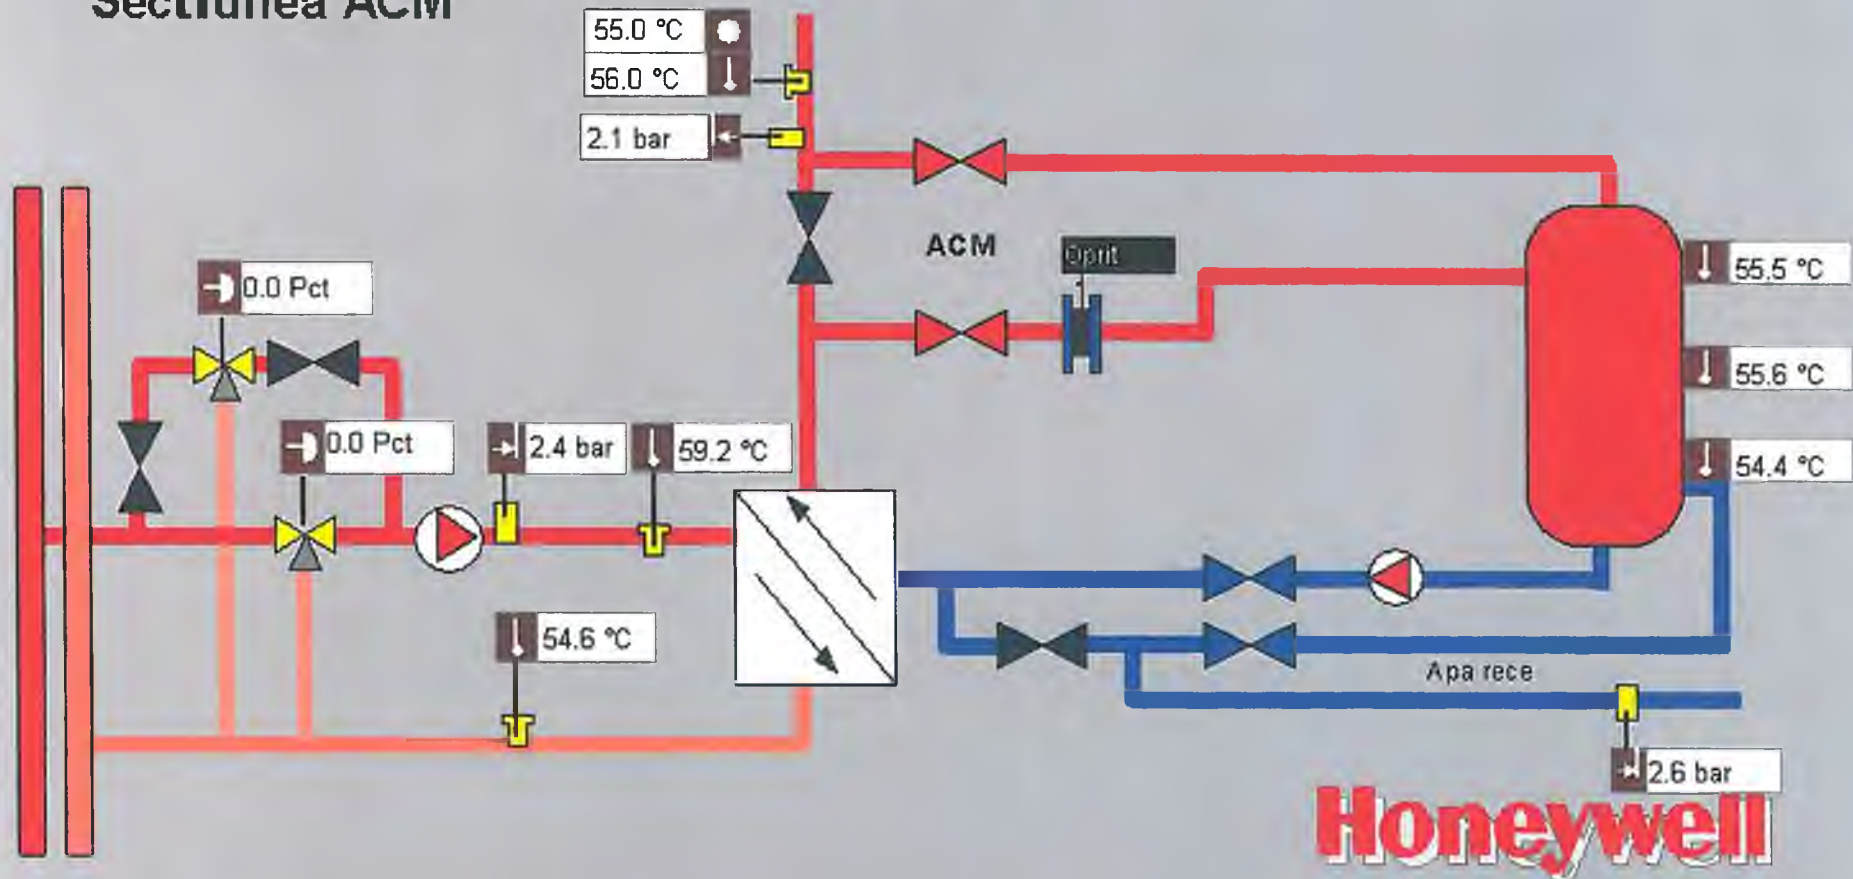 Sectiunea ACM
55.0 °C
56.0 °C
2.1 bar
ACM
Oprit
0.0 Pct
55.5 °C
55.6 °C
0.0 Pct
2.4 bar
59.2 °C
54.4 °C
54.6 °C
Apa rece
2.6 bar
Honeywell